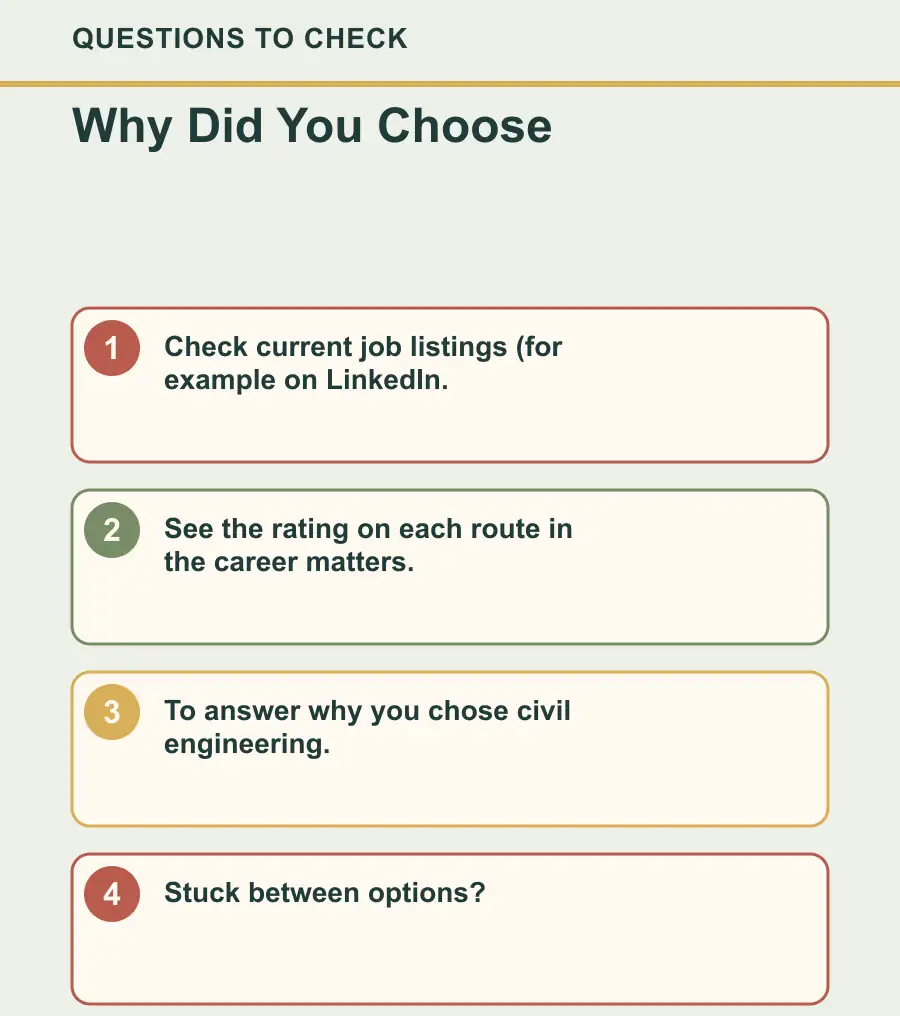 QUESTIONS TO CHECK
Why Did You Choose
1
Check current job listings (for
example on LinkedIn.
2
See the rating on each route in
the career matters.
3
To answer why you chose civil
engineering.
4
Stuck between options?